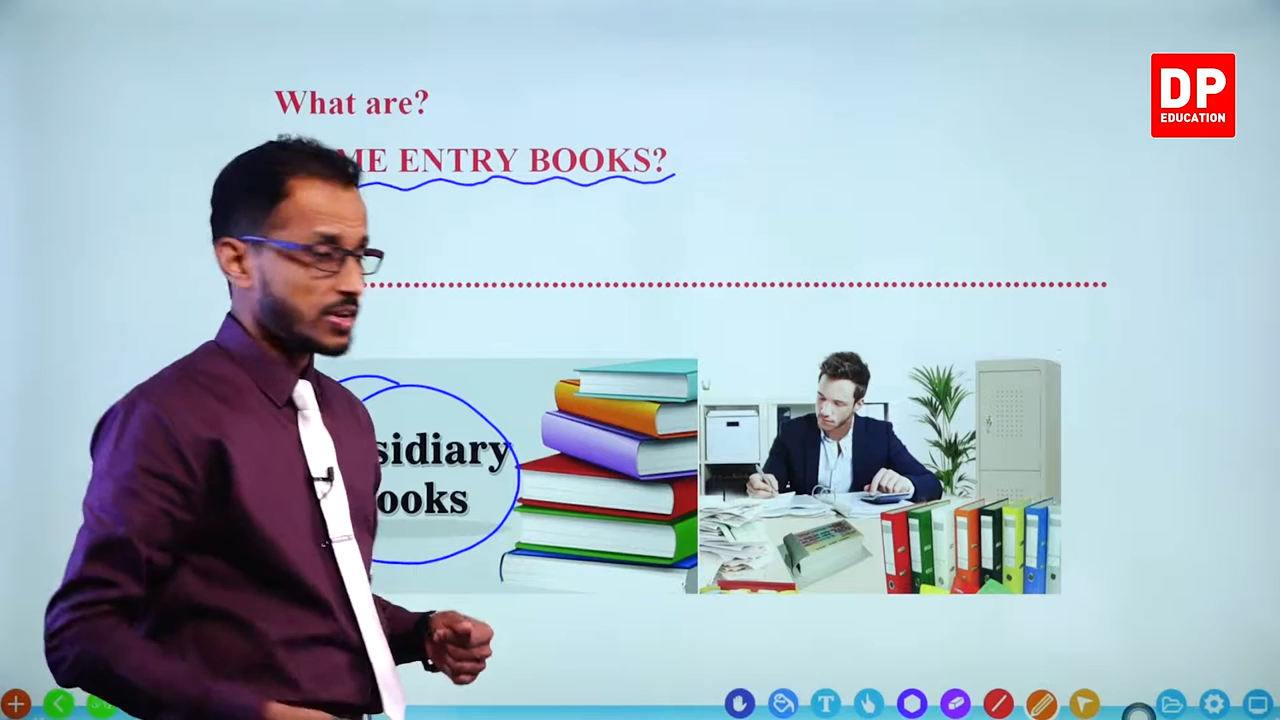 What are?
ME ENTRY BOOKS?
sidiary
ooks
DP
EDUCATION
T